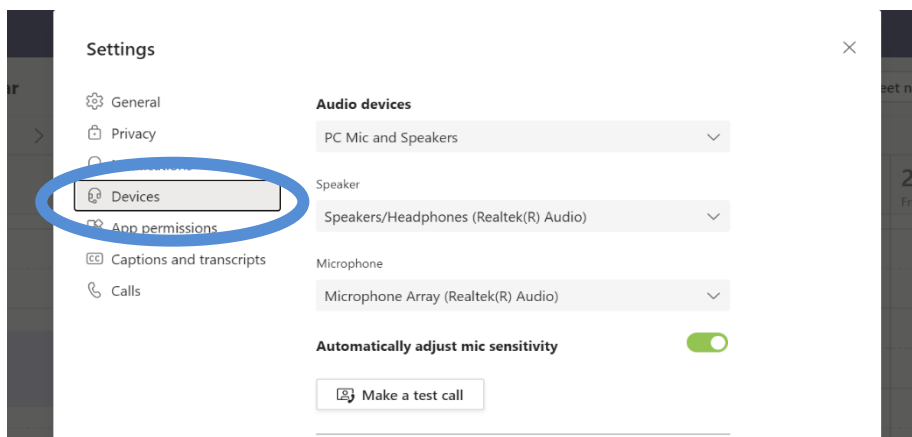 Settings
General
Privacy
Devices
App permissions
CC Captions and transcripts
Calls
Audio devices
PC Mic and Speakers
Speaker
Speakers/Headphones (Realtek(R) Audio)
Microphone
Microphone Array (Realtek(R) Audio)
Automatically adjust mic sensitivity
Make a test call